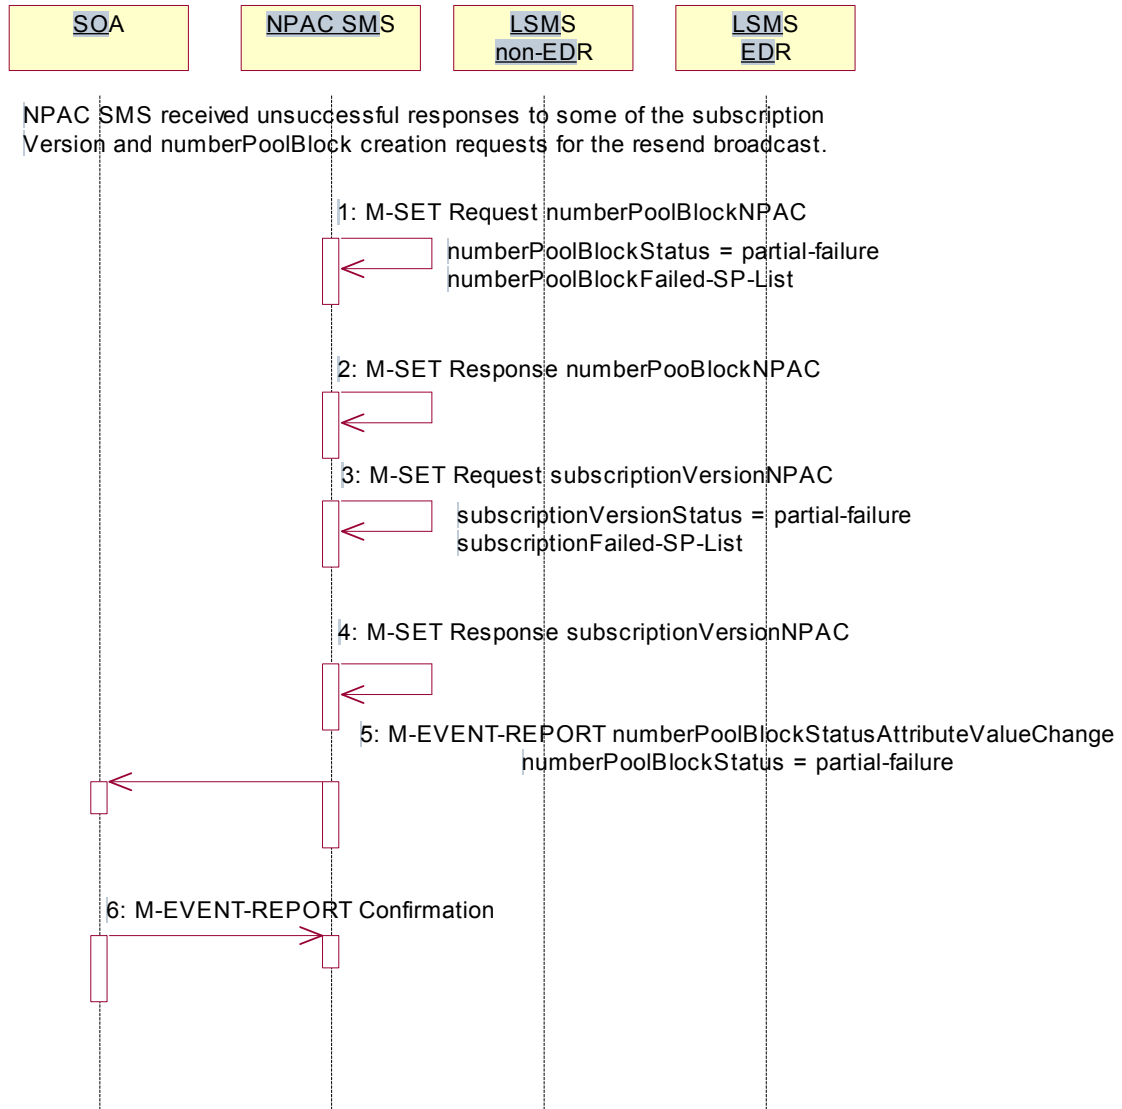 SOA
NPAC SMS
LSMS
non-EDR
LSMS
EDR
NPAC SMS received unsuccessful responses to some of the subscription
Version and numberPoolBlock creation requests for the resend broadcast.
1: M-SET Request numberPoolBlockNPAC
numberPoolBlockStatus = partial-failure
numberPoolBlockFailed-SP-List
2: M-SET Response numberPooBlockNPAC
3: M-SET Request subscriptionVersionNPAC
subscriptionVersionStatus = partial-failure
subscriptionFailed-SP-List
4: M-SET Response subscriptionVersionNPAC
5: M-EVENT-REPORT numberPoolBlockStatusAttributeValueChange
numberPoolBlockStatus = partial-failure
6: M-EVENT-REPORT Confirmation